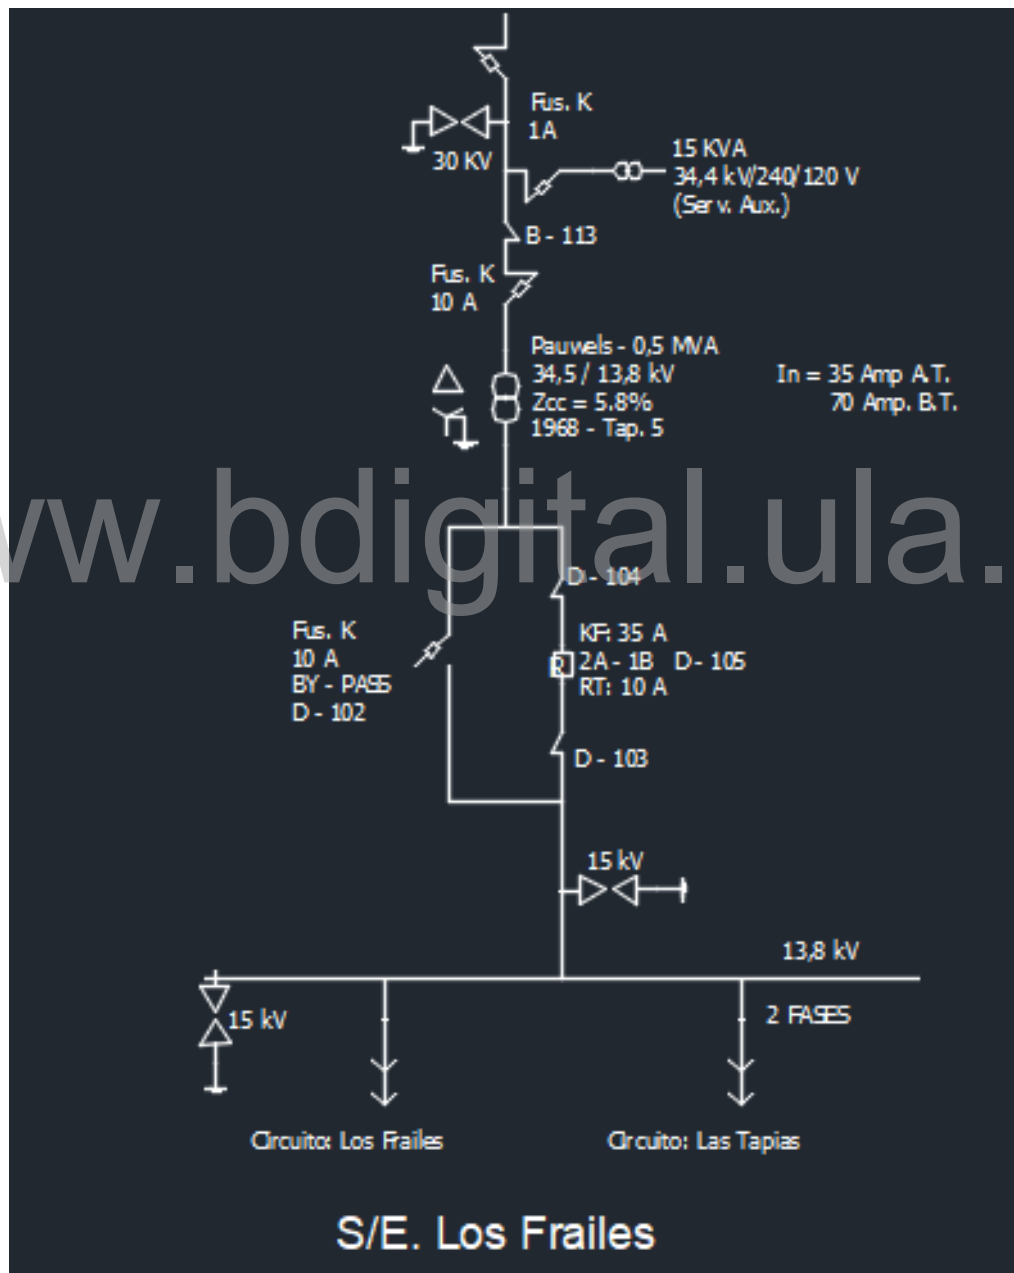 Fus. K
1 A
30 KV
15 KVA
34,4 kV/240/120 V
(Serv. Aux.)
B - 113
Fus. K
10 A
Pauwels - 0,5 MVA
34,5 / 13,8 kV
Zcc = 5.8%
1968 - Tap. 5
In = 35 Amp A.T.
70 Amp. B.T.
ww.bdigital.ula.
D - 104
Fus. K
10 A
BY - PASS
D - 102
KF: 35 A
R
2A - 1B D - 105
RT: 10 A
D - 103
15 kV
13,8 kV
15 kV
2 FASES
Circuito: Los Frailes
Circuito: Las Tapias
S/E. Los Frailes